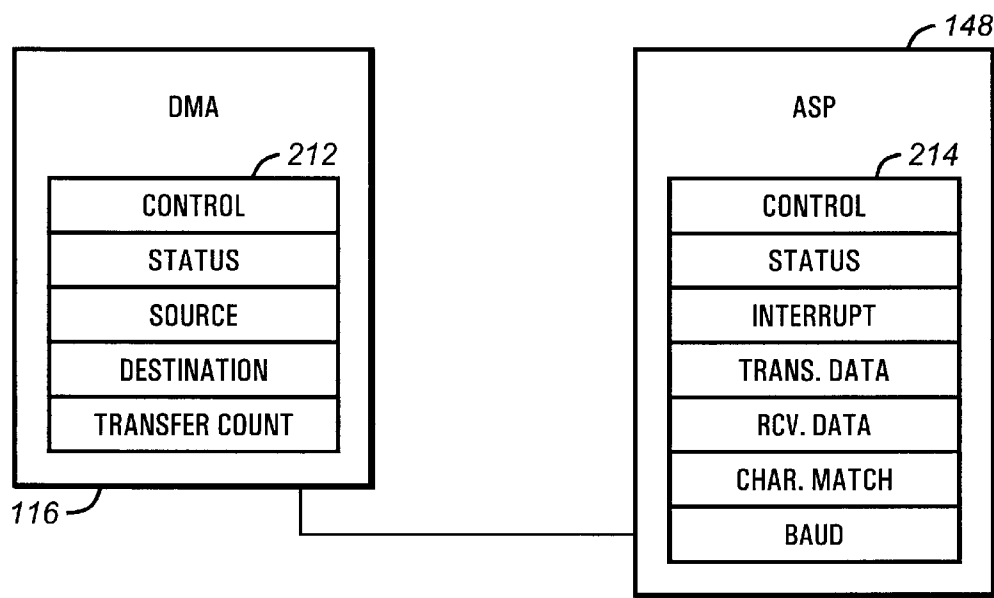 148
DMA
ASP
212
214
CONTROL
STATUS
SOURCE
DESTINATION
TRANSFER COUNT
CONTROL
STATUS
INTERRUPT
TRANS. DATA
RCV. DATA
CHAR. MATCH
BAUD
116